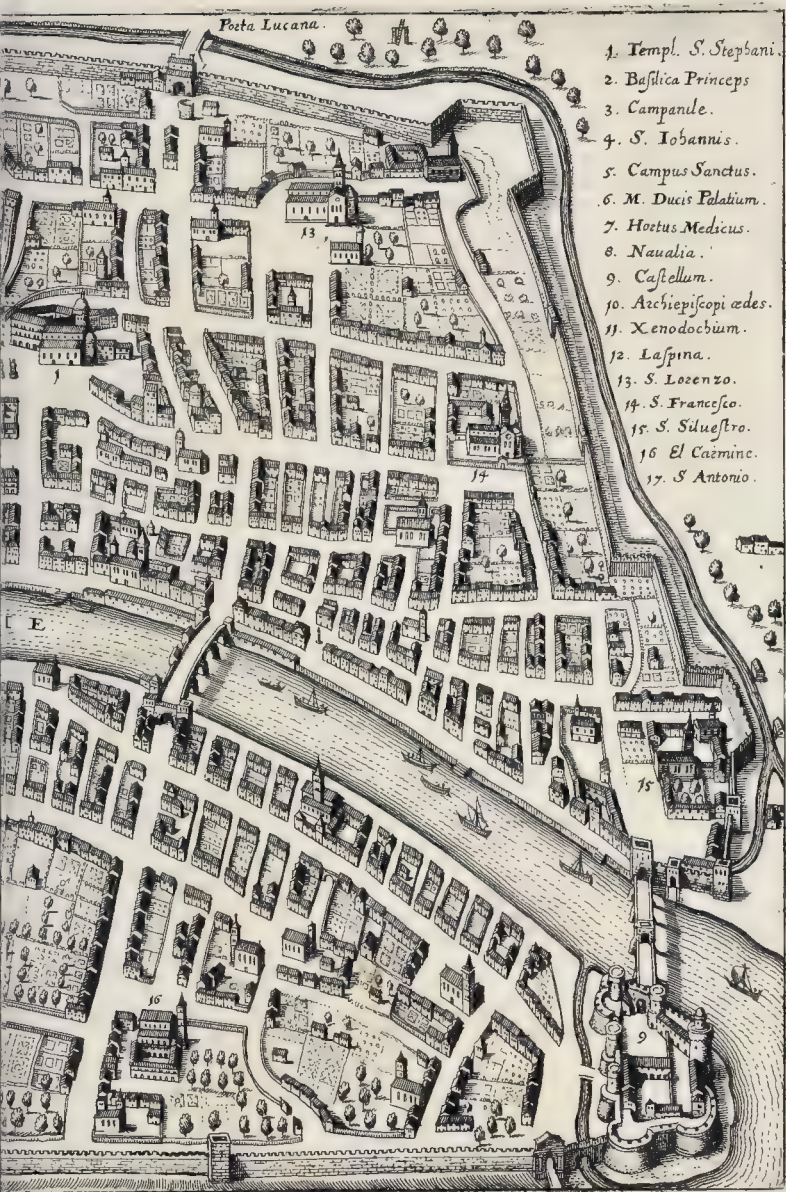 Porta Lucana.
1. Templ. S. Stephani.
2. Basilica Princeps
3. Campanile.
4. S. Iohannis.
5. Campus Sanctus.
6. M. Ducis Palatium.
7. Hortus Medicus.
8. Naualia.
9. Castellum.
10. Archiepiscopi ædes.
11. Xenodochium.
12. Laspina.
13. S. Lorenzo.
14. S. Francesco.
15. S. Siluestro.
16 El Carmine.
17. S Antonio.
13
1
14
E
15
16
9